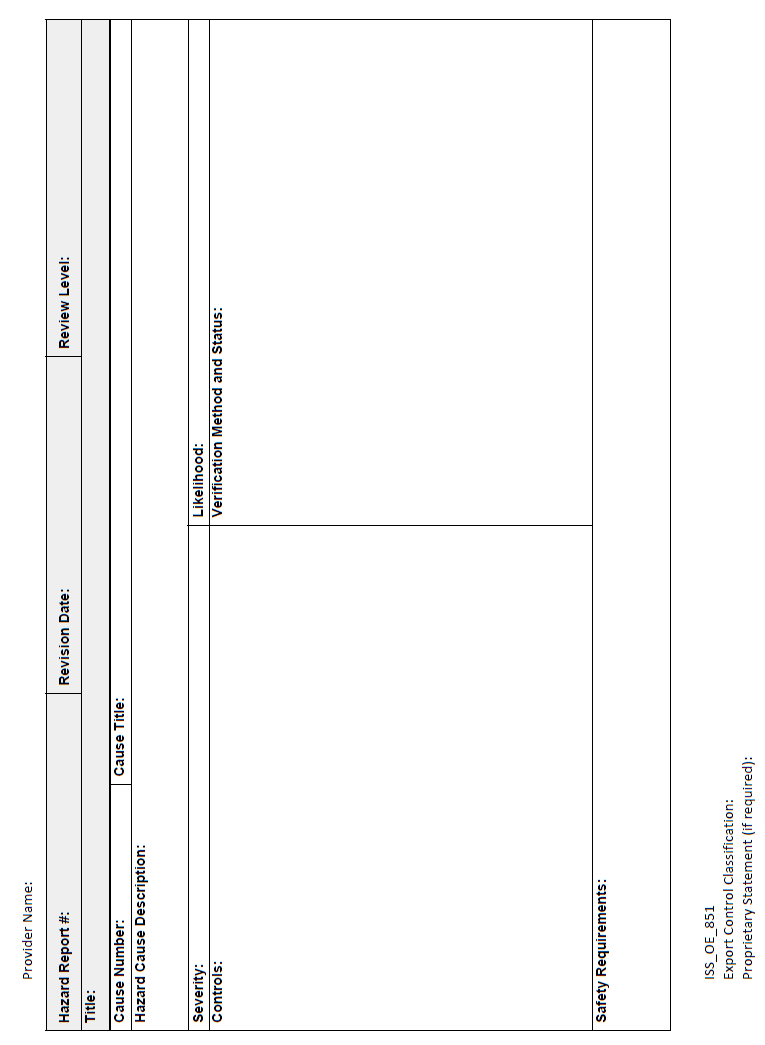 Provider Name:
Hazard Report #: Revision Date: Review Level:
Title:
Cause Number: Cause Title:
Hazard Cause Description:
Severity: Likelihood:
Controls: Verification Method and Status:
Safety Requirements:
ISS_OE_851
Export Control Classification:
Proprietary Statement (if required):